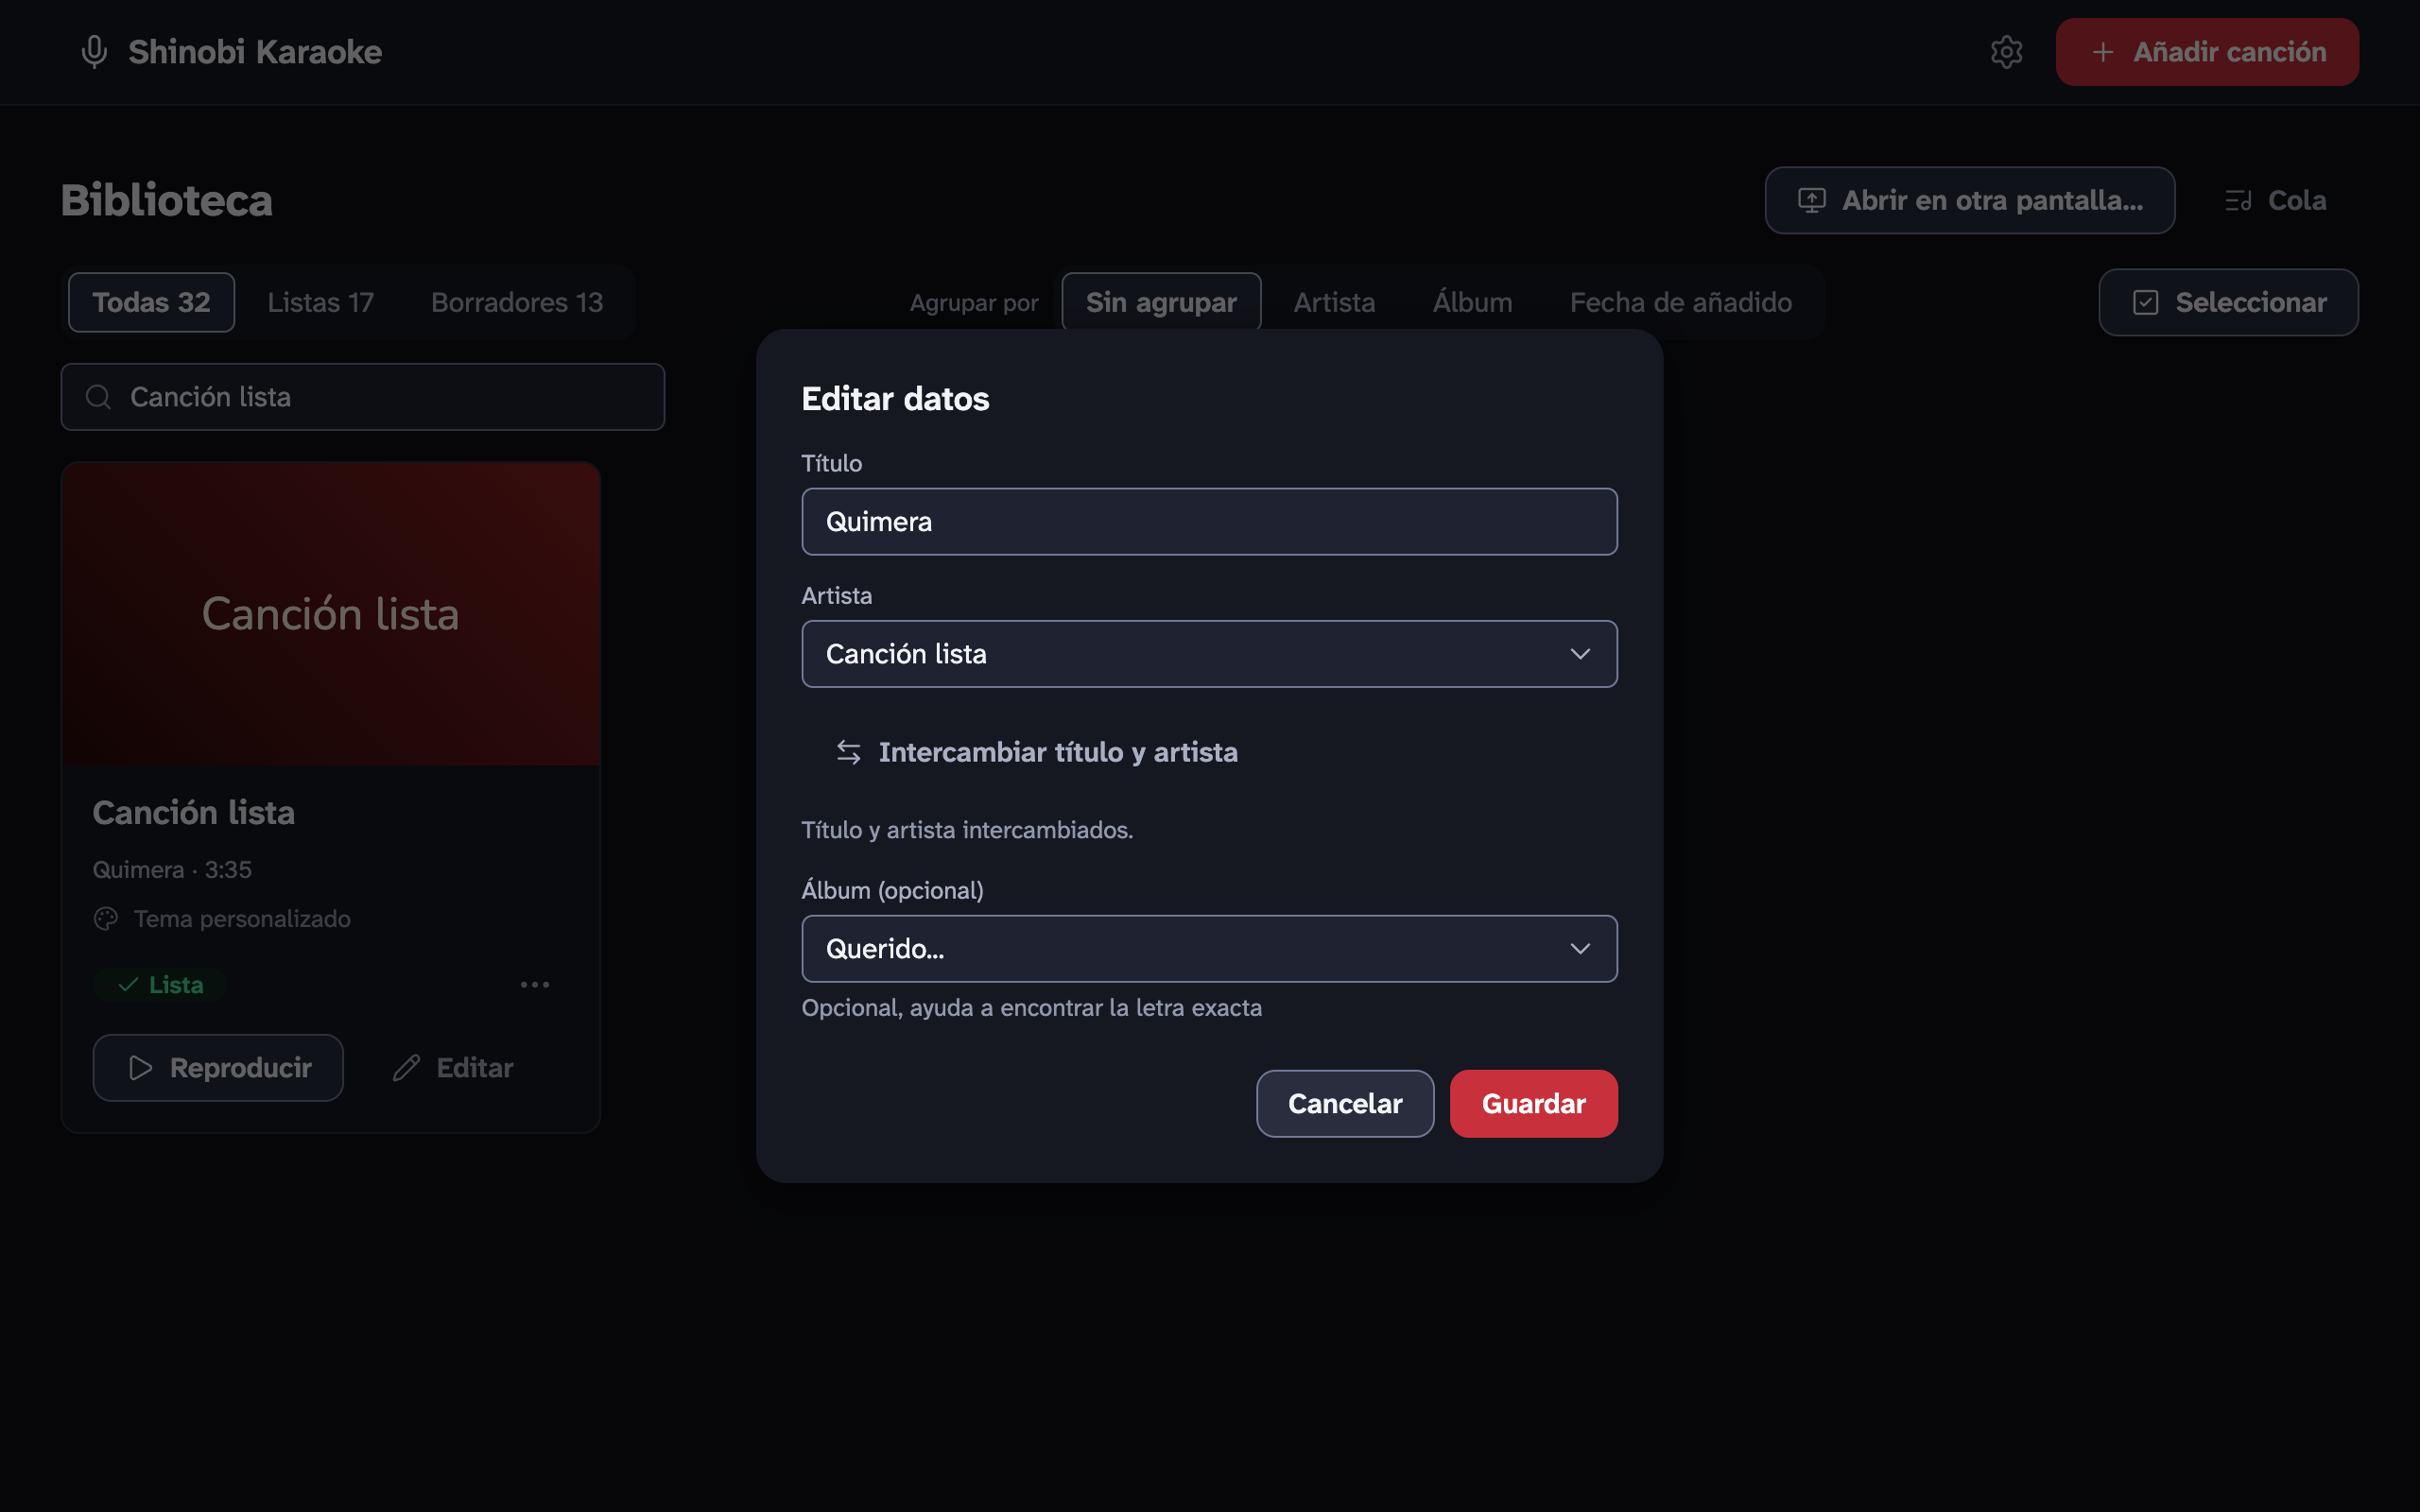 Shinobi Karaoke
Añadir canción
Biblioteca
Abrir en otra pantalla...
Cola
Todas 32
Listas 17
Borradores 13
Agrupar por
Sin agrupar
Artista
Álbum
Fecha de añadido
Seleccionar
Canción lista
Canción lista
Canción lista
Quimera · 3:35
Tema personalizado
Lista
Reproducir
Editar
Editar datos
Título
Quimera
Artista
Canción lista
Intercambiar título y artista
Título y artista intercambiados.
Álbum (opcional)
Querido...
Opcional, ayuda a encontrar la letra exacta
Cancelar
Guardar